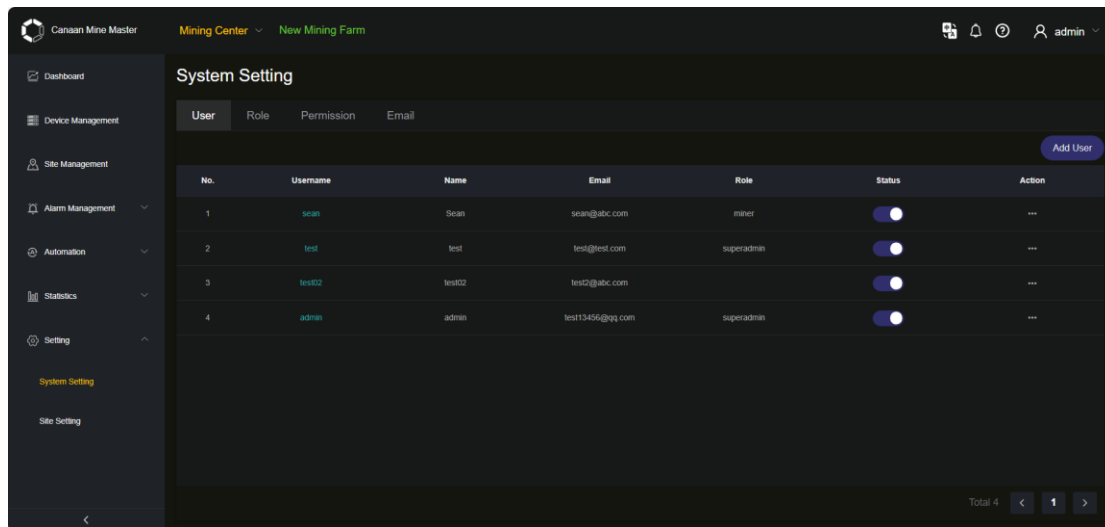 Canaan Mine Master
Mining Center New Mining Farm
admin
Dashboard
Device Management
Site Management
Alarm Management
Automation
Statistics
Setting
System Setting
Site Setting
System Setting
User Role Permission Email
Add User
No. Username Name Email Role Status Action
1 sean Sean sean@abc.com miner ···
2 test test test@test.com superadmin ···
3 test02 test02 test2@abc.com ···
4 admin admin test13456@qq.com superadmin ···
Total 4 < 1 >